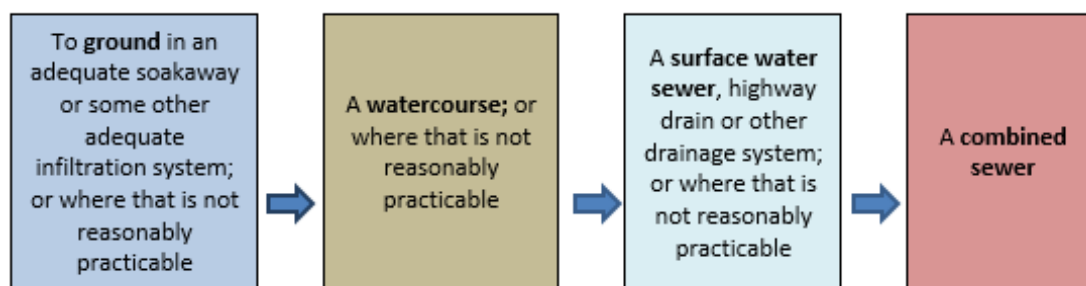 To ground in an
adequate soakaway
or some other
adequate
infiltration system;
or where that is not
reasonably
practicable
A watercourse; or
where that is not
reasonably
practicable
A surface water
sewer, highway
drain or other
drainage system;
or where that is
not reasonably
practicable
A combined
sewer